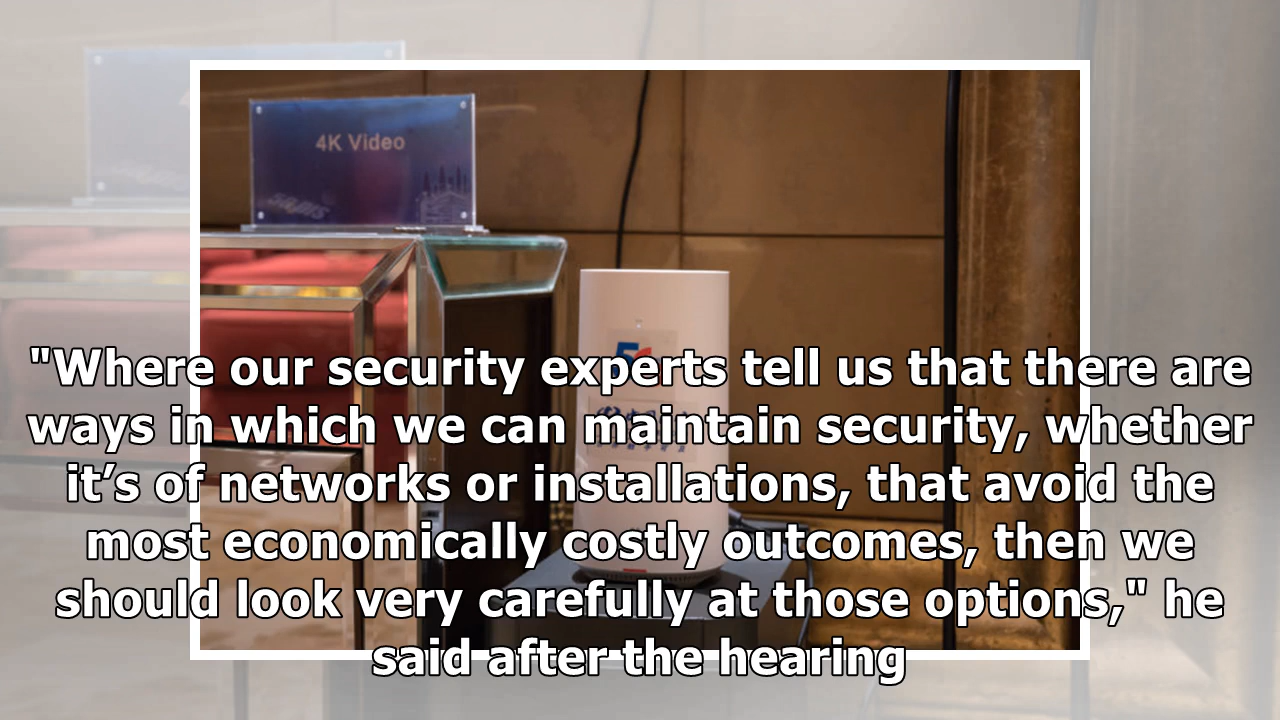 4K Video
"Where our security experts tell us that there are
ways in which we can maintain security, whether
it’s of networks or installations, that avoid the
most economically costly outcomes, then we
should look very carefully at those options," he
said after the hearing